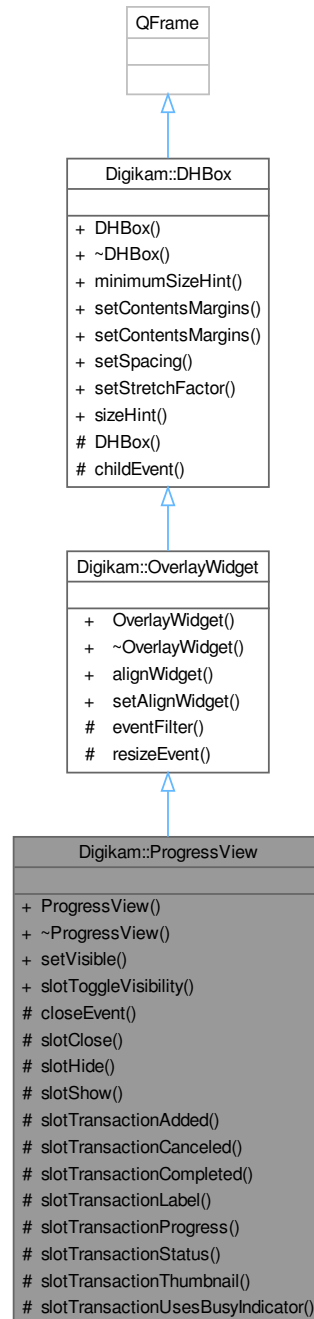 QFrame
Digikam::DHBox
+ DHBox()
+ ~DHBox()
+ minimumSizeHint()
+ setContentsMargins()
+ setContentsMargins()
+ setSpacing()
+ setStretchFactor()
+ sizeHint()
# DHBox()
# childEvent()
Digikam::OverlayWidget
+ OverlayWidget()
+ ~OverlayWidget()
+ alignWidget()
+ setAlignWidget()
# eventFilter()
# resizeEvent()
Digikam::ProgressView
+ ProgressView()
+ ~ProgressView()
+ setVisible()
+ slotToggleVisibility()
# closeEvent()
# slotClose()
# slotHide()
# slotShow()
# slotTransactionAdded()
# slotTransactionCanceled()
# slotTransactionCompleted()
# slotTransactionLabel()
# slotTransactionProgress()
# slotTransactionStatus()
# slotTransactionThumbnail()
# slotTransactionUsesBusyIndicator()